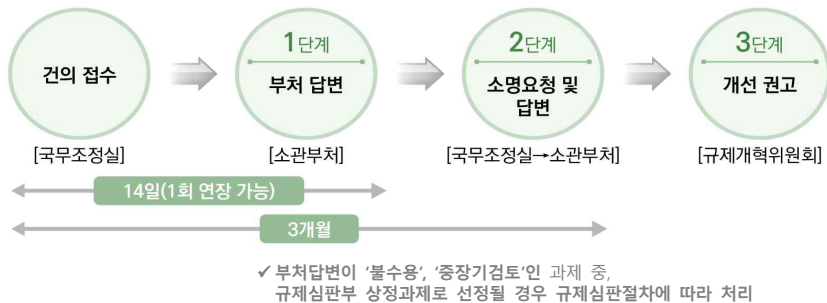 건의 접수
1단계
부처 답변
2단계
소명요청 및
답변
3단계
개선 권고
[국무조정실]
[소관부처]
[국무조정실→소관부처]
[규제개혁위원회]
14일(1회 연장 가능)
3개월
✓ 부처답변이 ‘불수용’, ‘중장기검토’인 과제 중,
규제심판부 상정과제로 선정될 경우 규제심판절차에 따라 처리